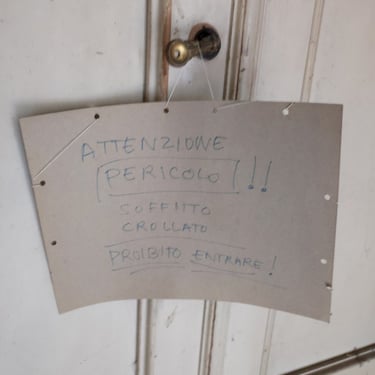 ATTENZIONE
PERICOLO!!!
SOFFITTO
CROLLATO
PROIBITO ENTRARE!